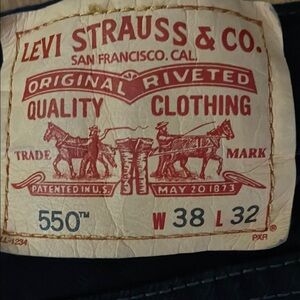 LEVI STRAUSS & CO.
SAN FRANCISCO, CAL.
ORIGINAL RIVETED
QUALITY CLOTHING
TRADE MARK
PATENTED IN U.S. MAY 20 1873
550™ W 38 L 32
PXR